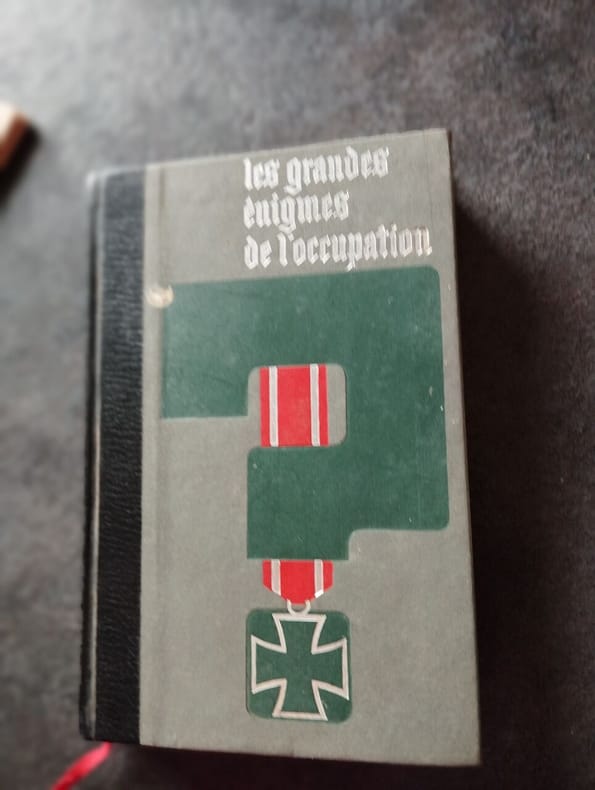 les grandes
énigmes
de l'occupation